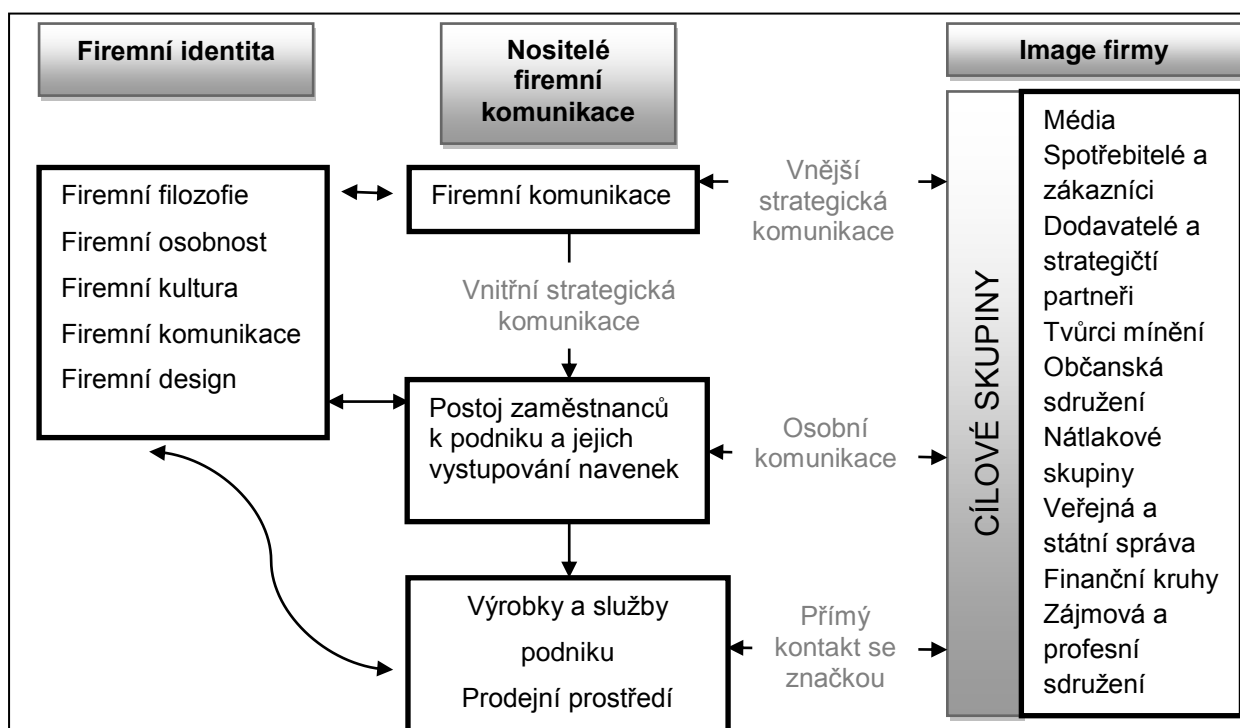 Firemní identita
Nositelé
firemní
komunikace
Image firmy
Firemní filozofie
Firemní osobnost
Firemní kultura
Firemní komunikace
Firemní design
Firemní komunikace
Vnitřní strategická
komunikace
Postoj zaměstnanců
k podniku a jejich
vystupování navenek
Výrobky a služby
podniku
Prodejní prostředí
Vnější
strategická
komunikace
Osobní
komunikace
Přímý
kontakt se
značkou
CÍLOVÉ SKUPINY
Média
Spotřebitelé a
zákazníci
Dodavatelé a
strategičtí
partneři
Tvůrci mínění
Občanská
sdružení
Nátlakové
skupiny
Veřejná a
státní správa
Finanční kruhy
Zájmová a
profesní
sdružení